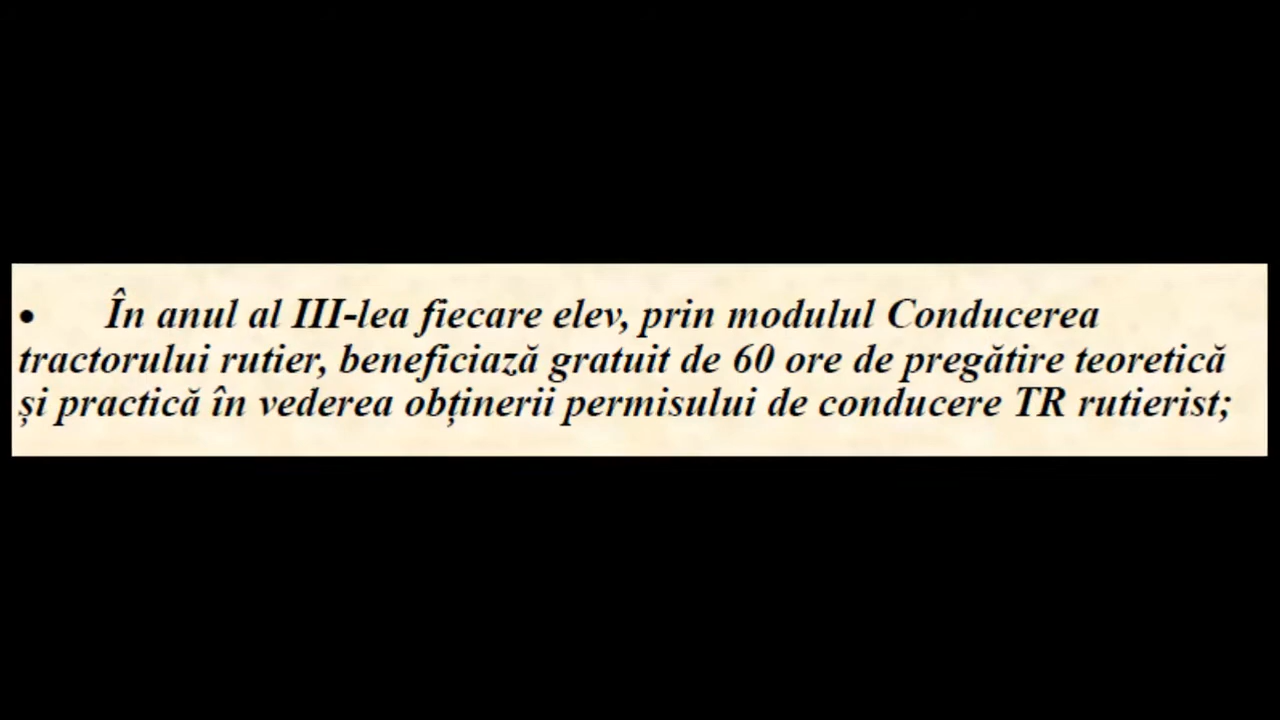 • În anul al III-lea fiecare elev, prin modulul Conducerea
tractorului rutier, beneficiază gratuit de 60 ore de pregătire teoretică
și practică în vederea obținerii permisului de conducere TR rutierist;